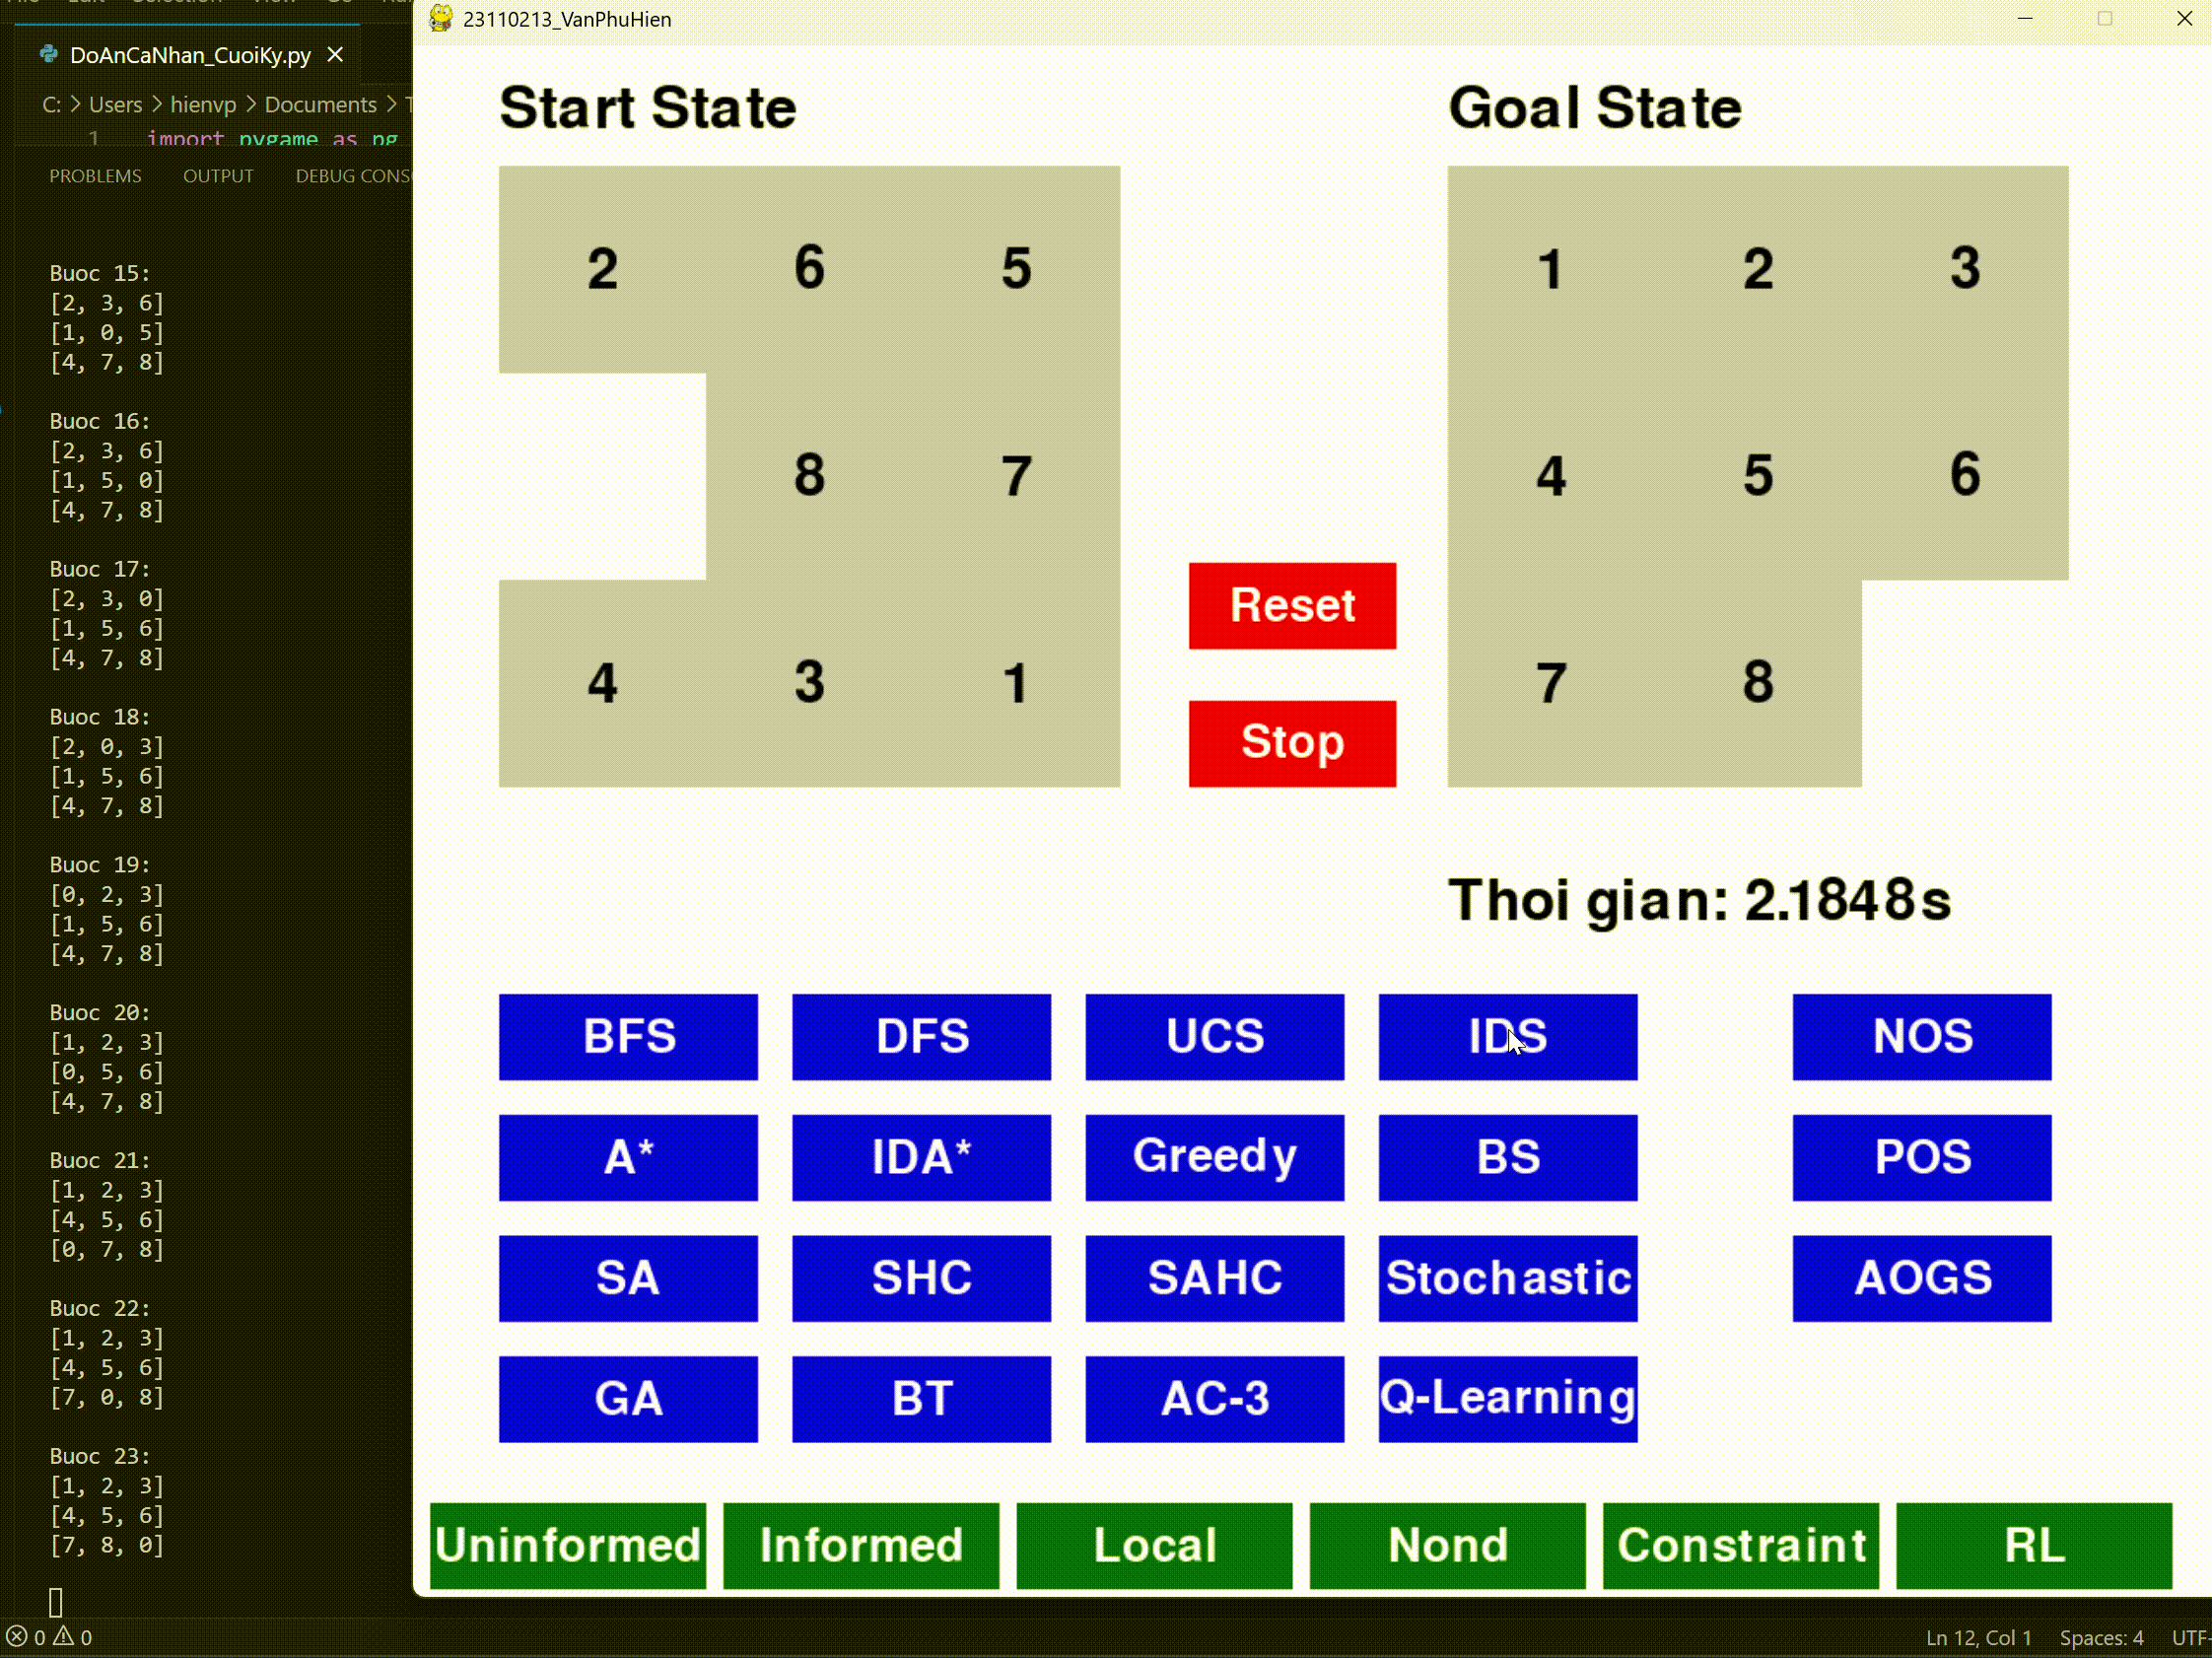 DoAnCaNhan_CuoiKy.py
C: > Users > hienvp > Documents >
1 import pygame as pg
PROBLEMS OUTPUT DEBUG CONS
Buoc 15:
[2, 3, 6]
[1, 0, 5]
[4, 7, 8]
Buoc 16:
[2, 3, 6]
[1, 5, 0]
[4, 7, 8]
Buoc 17:
[2, 3, 0]
[1, 5, 6]
[4, 7, 8]
Buoc 18:
[2, 0, 3]
[1, 5, 6]
[4, 7, 8]
Buoc 19:
[0, 2, 3]
[1, 5, 6]
[4, 7, 8]
Buoc 20:
[1, 2, 3]
[0, 5, 6]
[4, 7, 8]
Buoc 21:
[1, 2, 3]
[4, 5, 6]
[0, 7, 8]
Buoc 22:
[1, 2, 3]
[4, 5, 6]
[7, 0, 8]
Buoc 23:
[1, 2, 3]
[4, 5, 6]
[7, 8, 0]
0 0
23110213_VanPhuHien
Start State
2 6 5
8 7
4 3 1
Reset
Stop
Goal State
1 2 3
4 5 6
7 8
Thoi gian: 2.1848s
BFS DFS UCS IDS NOS
A* IDA* Greedy BS POS
SA SHC SAHC Stochastic AOGS
GA BT AC-3 Q-Learning
Uninformed Informed Local Nond Constraint RL
Ln 12, Col 1 Spaces: 4 UTF-